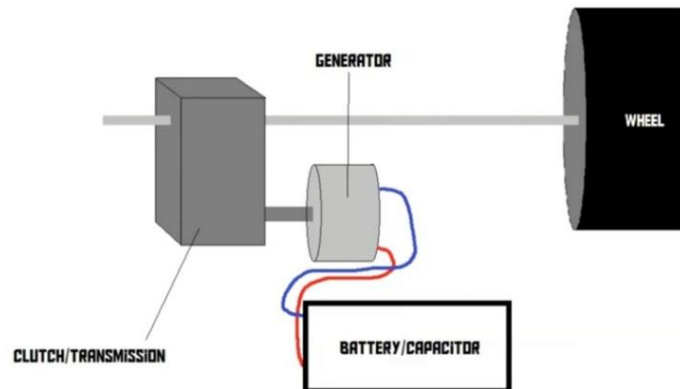 GENERATOR
WHEEL
BATTERY/CAPACITOR
CLUTCH/TRANSMISSION